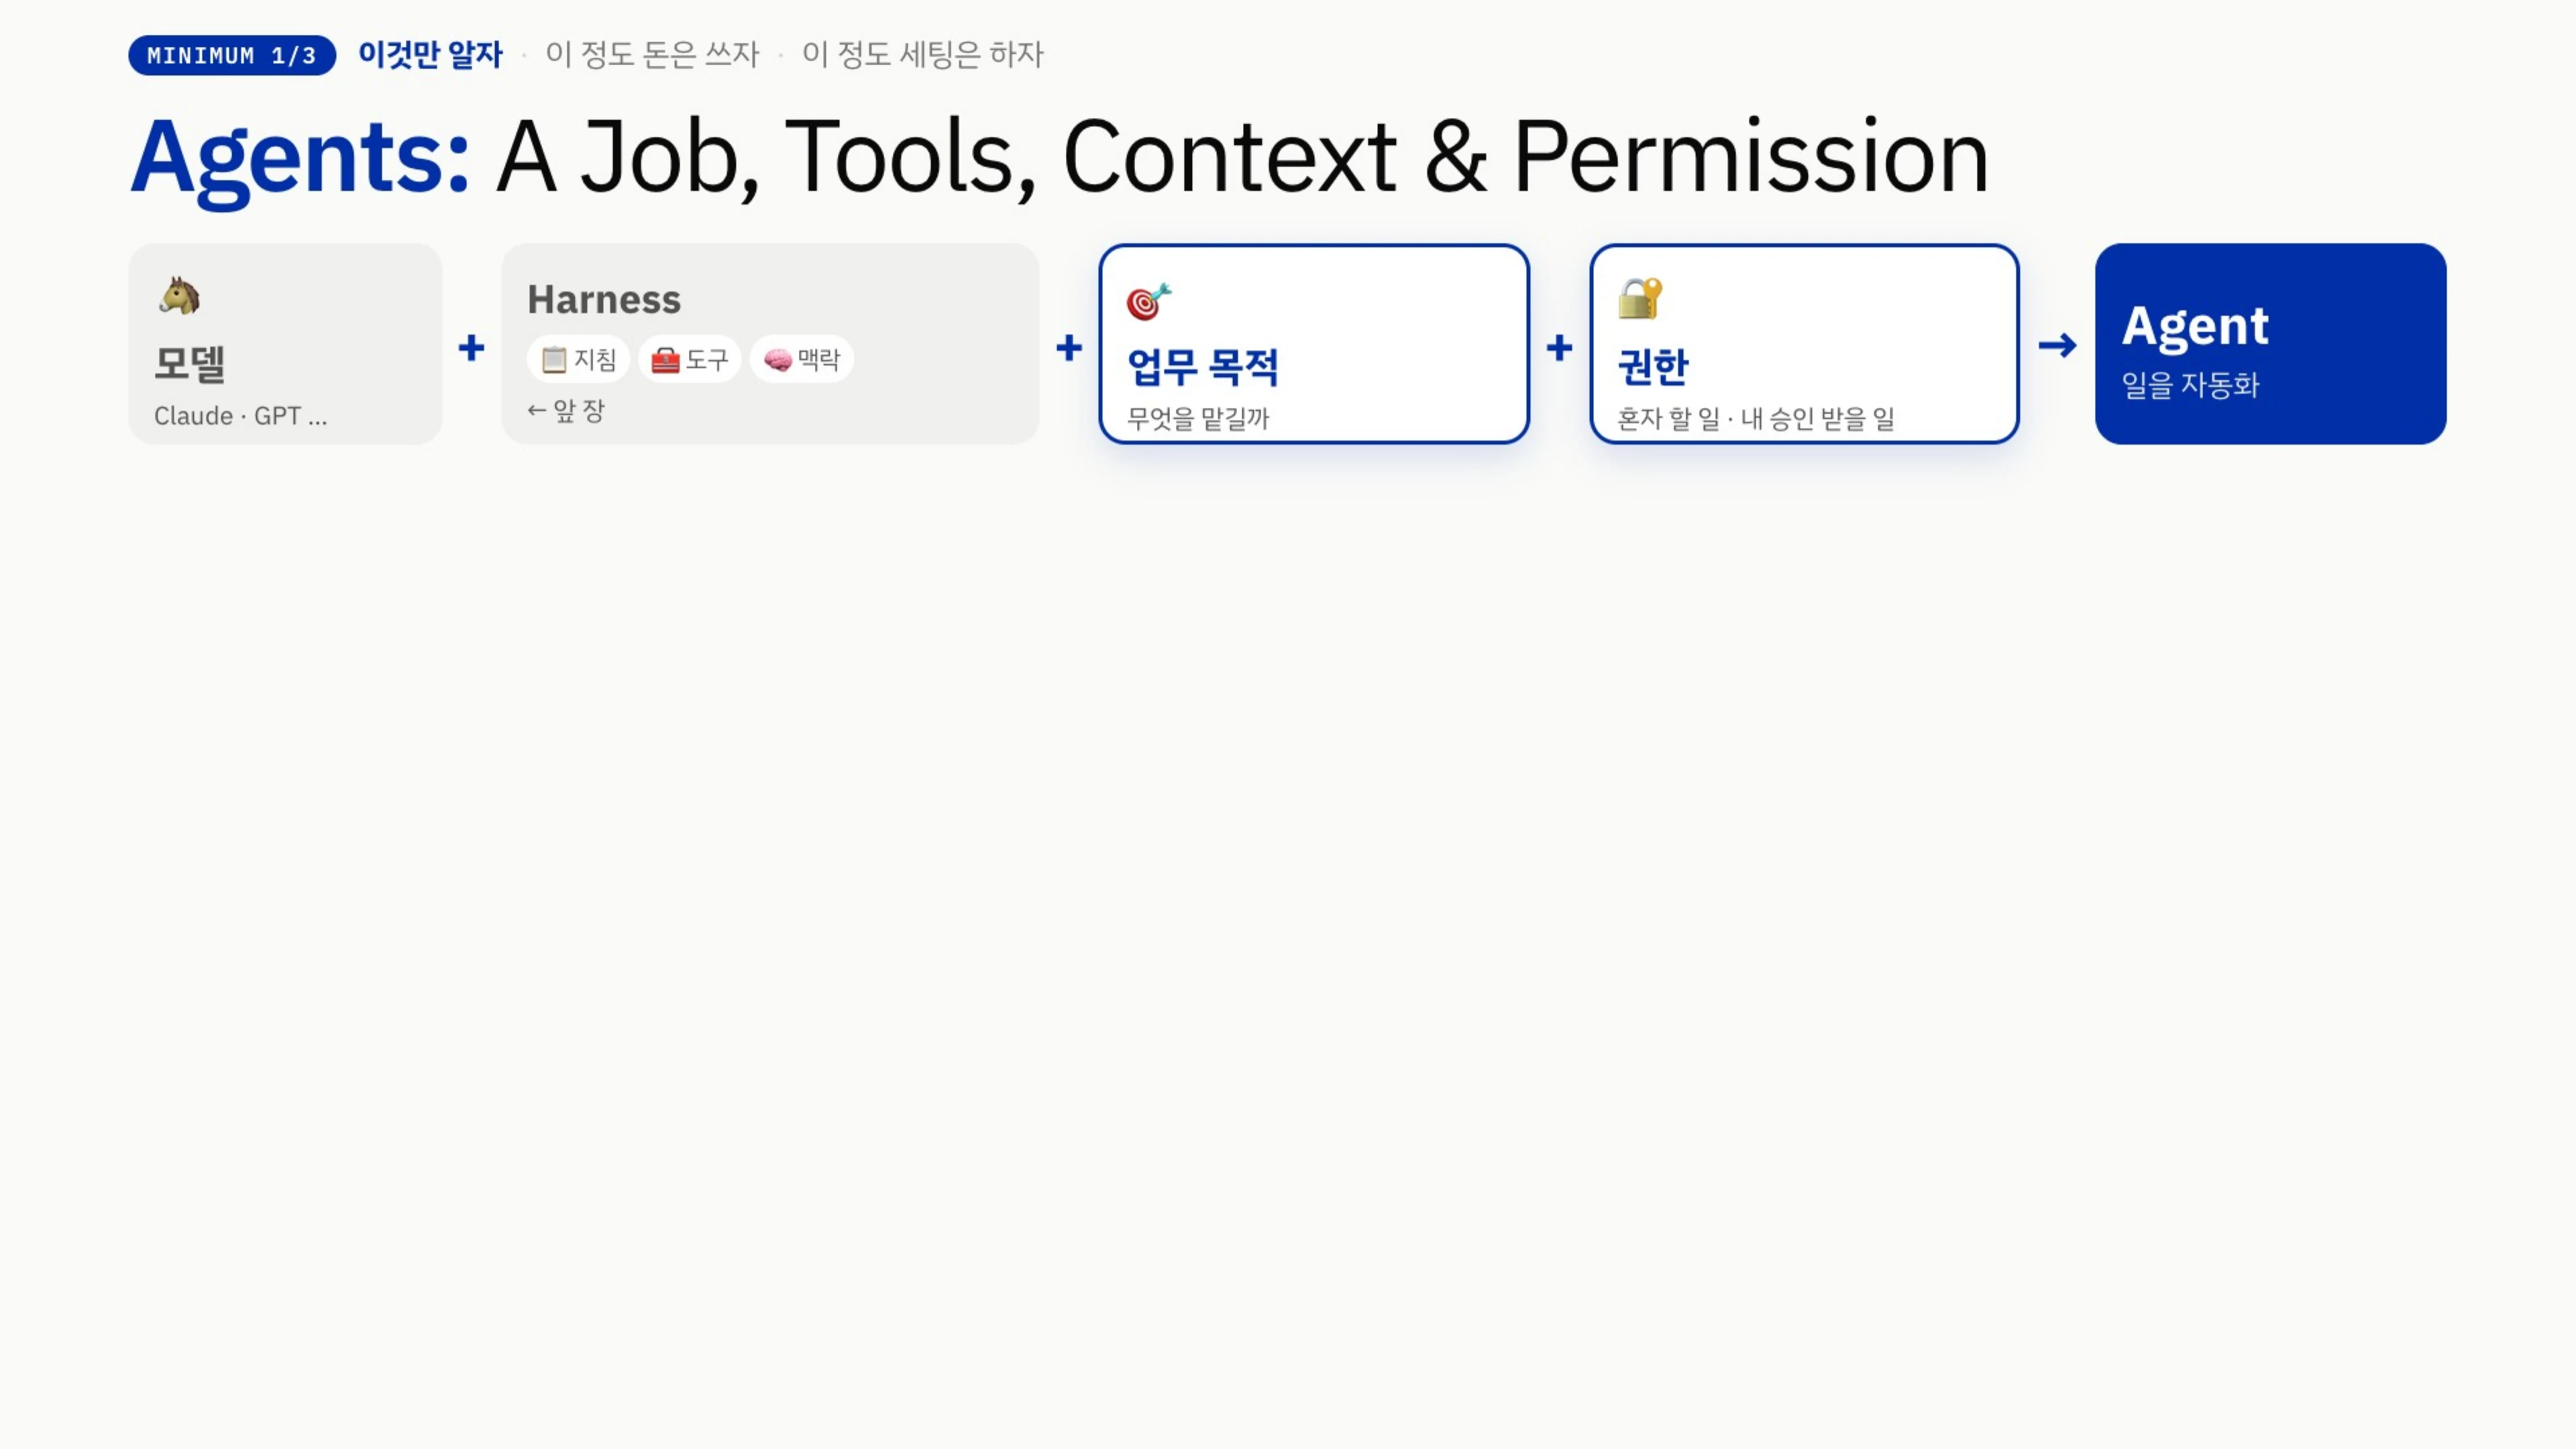 MINIMUM 1/3 이것만 알자 · 이 정도 돈은 쓰자 · 이 정도 세팅은 하자
Agents: A Job, Tools, Context & Permission
모델
Claude · GPT ...
+
Harness
지침 도구 맥락
← 앞 장
+
업무 목적
무엇을 맡길까
+
권한
혼자 할 일 · 내 승인 받을 일
→
Agent
일을 자동화